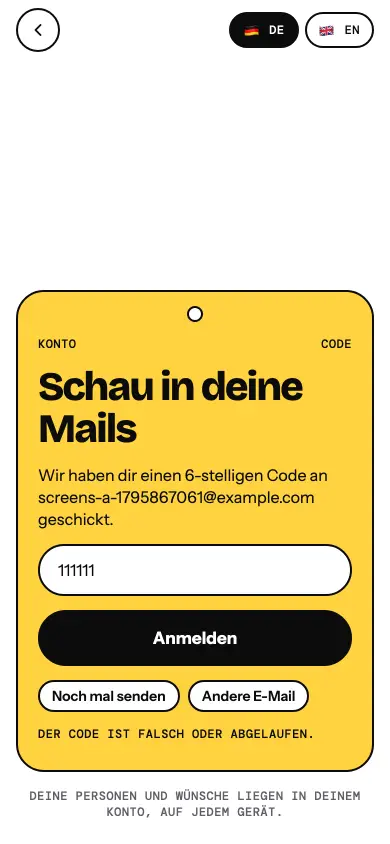 DE
EN
KONTO
CODE
Schau in deine
Mails
Wir haben dir einen 6-stelligen Code an
screens-a-1795867061@example.com
geschickt.
111111
Anmelden
Noch mal senden
Andere E-Mail
DER CODE IST FALSCH ODER ABGELAUFEN.
DEINE PERSONEN UND WÜNSCHE LIEGEN IN DEINEM
KONTO, AUF JEDEM GERÄT.